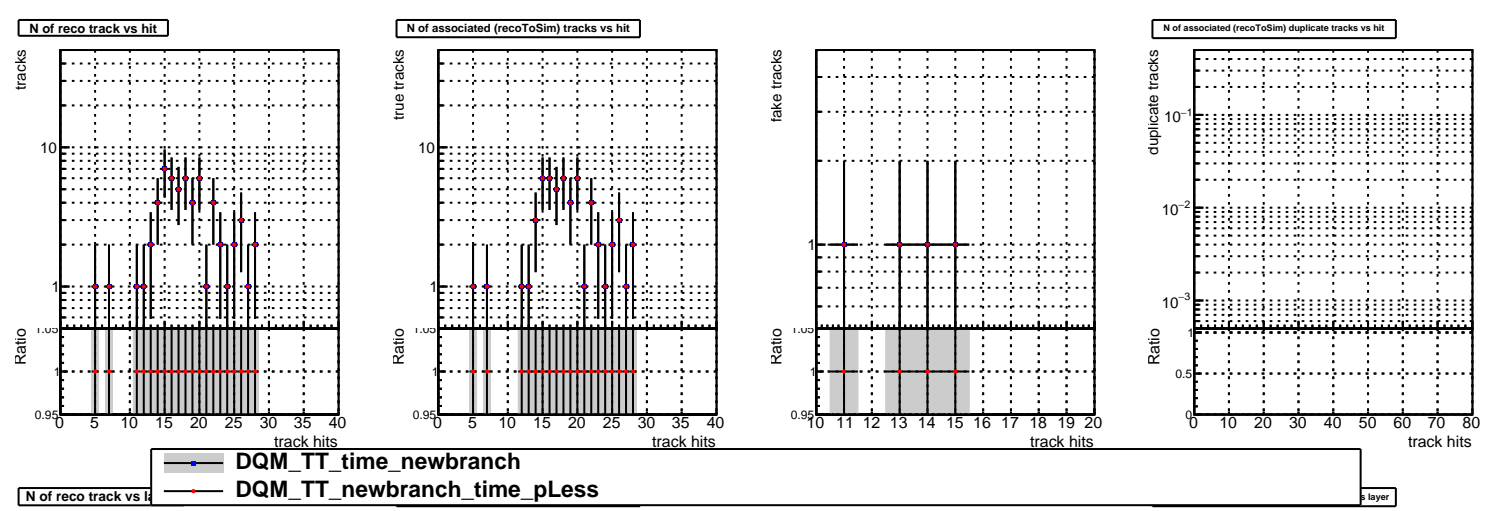 N of reco track vs hit
tracks
10
1
Ratio
1.05
1
0.95
0 5 10 15 20 25 30 35 40
track hits
N of associated (recoToSim) tracks vs hit
true tracks
10
1
Ratio
1.05
1
0.95
0 5 10 15 20 25 30 35 40
track hits
fake tracks
1
Ratio
1.05
1
0.95
10 11 12 13 14 15 16 17 18 19 20
track hits
N of associated (recoToSim) duplicate tracks vs hit
duplicate tracks
10⁻¹
10⁻²
10⁻³
Ratio
1
0.5
0
0 10 20 30 40 50 60 70 80
track hits
DQM_TT_time_newbranch
DQM_TT_newbranch_time_pLess
N of reco track vs la
s layer